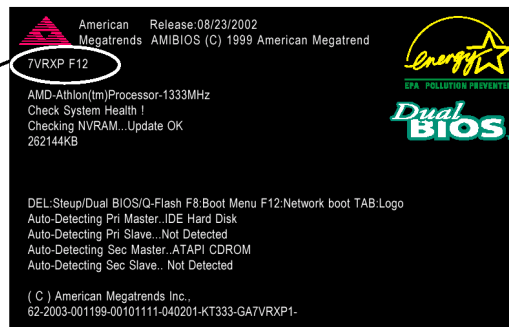 American Release:08/23/2002
Megatrends AMIBIOS (C) 1999 American Megatrend
7VRXP F12
energy
EPA POLLUTION PREVENTER
AMD-Athlon(tm)Processor-1333MHz
Check System Health !
Checking NVRAM...Update OK
262144KB
Dual
BIOS
DEL:Steup/Dual BIOS/Q-Flash F8:Boot Menu F12:Network boot TAB:Logo
Auto-Detecting Pri Master..IDE Hard Disk
Auto-Detecting Pri Slave...Not Detected
Auto-Detecting Sec Master..ATAPI CDROM
Auto-Detecting Sec Slave.. Not Detected
( C ) American Megatrends Inc.,
62-2003-001199-00101111-040201-KT333-GA7VRXP1-